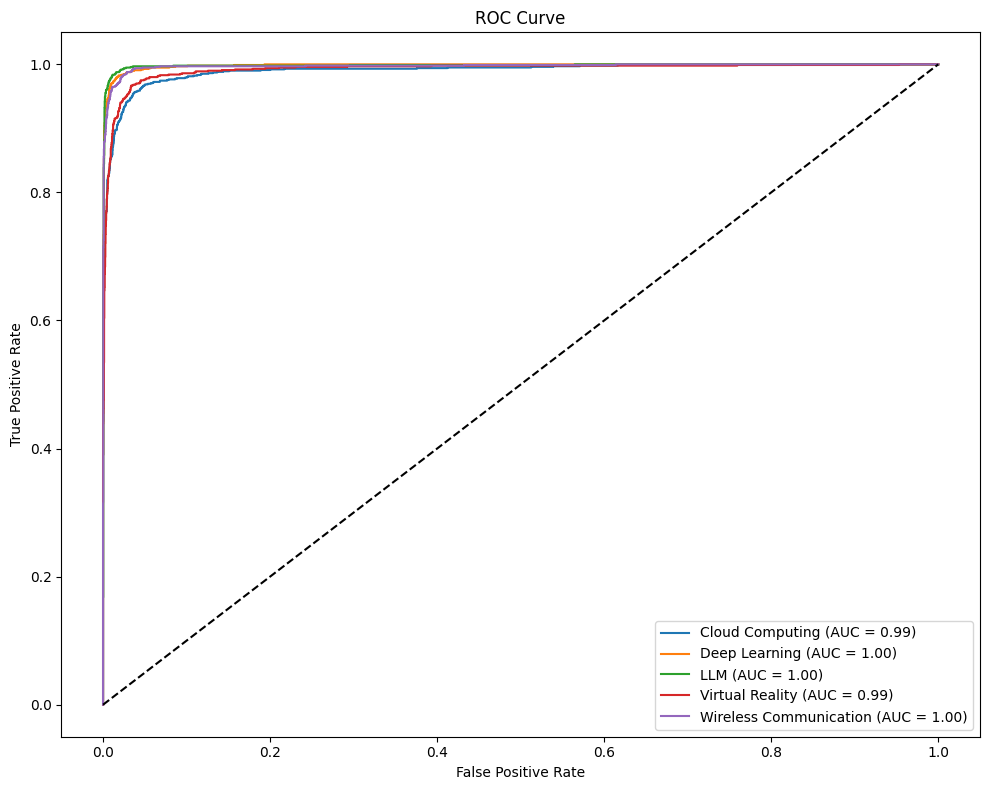 ROC Curve
True Positive Rate
1.0
0.8
0.6
0.4
0.2
0.0
0.0 0.2 0.4 0.6 0.8 1.0
False Positive Rate
Cloud Computing (AUC = 0.99)
Deep Learning (AUC = 1.00)
LLM (AUC = 1.00)
Virtual Reality (AUC = 0.99)
Wireless Communication (AUC = 1.00)